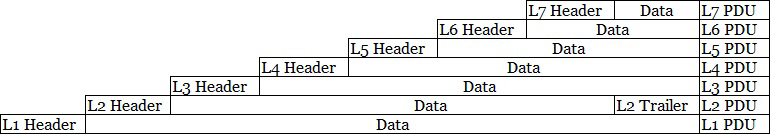 L7 Header Data L7 PDU
L6 Header Data L6 PDU
L5 Header Data L5 PDU
L4 Header Data L4 PDU
L3 Header Data L3 PDU
L2 Header Data L2 Trailer L2 PDU
L1 Header Data L1 PDU